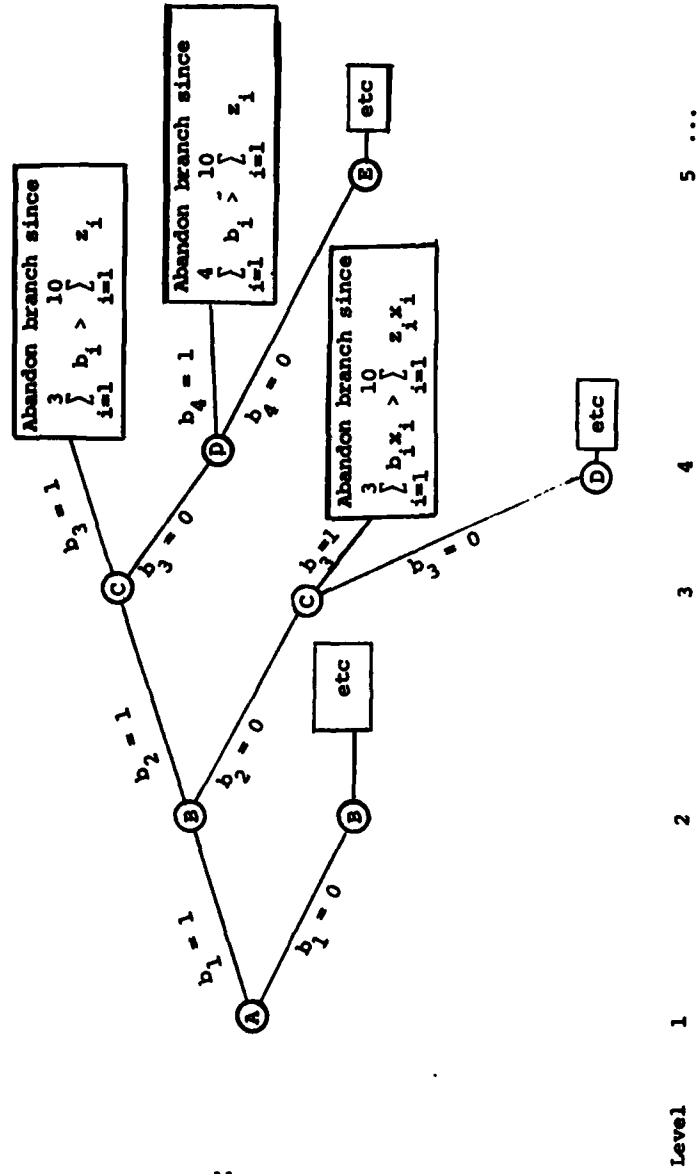 Abandon branch since
3 10
∑ b_i > ∑ z_i
i=1 i=1
Abandon branch since
4 10
∑ b_i > ∑ z_i
i=1 i=1
b_3 = 1
b_4 = 1
etc
C
b_3 = 0
D
b_4 = 0
E
b_2 = 1
Abandon branch since
3 10
∑ b_i x_i > ∑ z_i x_i
i=1 i=1
b_1 = 1
B
b_2 = 0
C
b_3 = 1
b_3 = 0
D
etc
A
b_1 = 0
B
etc
Level 1 2 3 4 5 ...